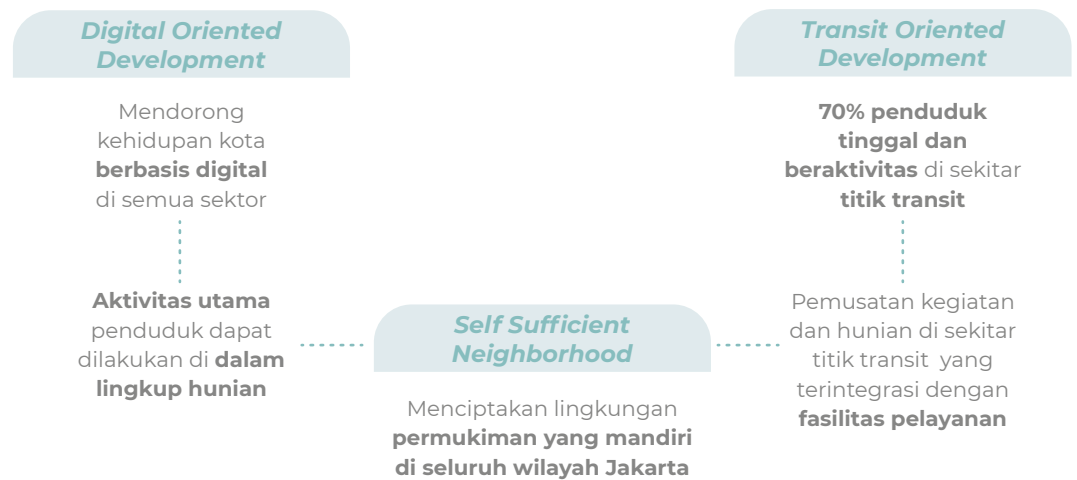 Digital Oriented
Development
Mendorong
kehidupan kota
berbasis digital
di semua sektor
Aktivitas utama
penduduk dapat
dilakukan di dalam
lingkup hunian
Self Sufficient
Neighborhood
Menciptakan lingkungan
permukiman yang mandiri
di seluruh wilayah Jakarta
Transit Oriented
Development
70% penduduk
tinggal dan
beraktivitas di sekitar
titik transit
Pemusatan kegiatan
dan hunian di sekitar
titik transit yang
terintegrasi dengan
fasilitas pelayanan